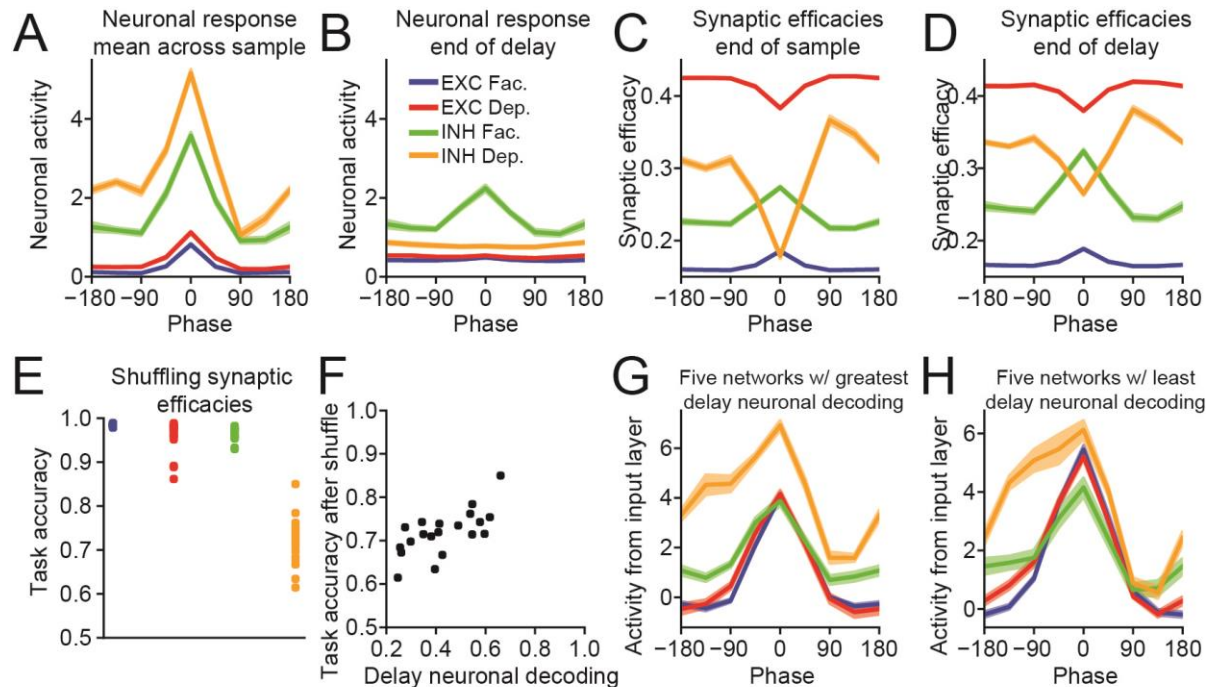 A
Neuronal response
mean across sample
Neuronal activity
4
2
0
−180 −90 0 90 180
Phase
B
Neuronal response
end of delay
EXC Fac.
EXC Dep.
INH Fac.
INH Dep.
Neuronal activity
4
2
0
−180 −90 0 90 180
Phase
C
Synaptic efficacies
end of sample
Synaptic efficacy
0.4
0.3
0.2
−180 −90 0 90 180
Phase
D
Synaptic efficacies
end of delay
Synaptic efficacy
0.4
0.3
0.2
−180 −90 0 90 180
Phase
E
Shuffling synaptic
efficacies
Task accuracy
1.0
0.9
0.8
0.7
0.6
0.5
F
Task accuracy after shuffle
1.0
0.9
0.8
0.7
0.6
0.5
0.2 0.4 0.6 0.8 1.0
Delay neuronal decoding
G
Five networks w/ greatest
delay neuronal decoding
Activity from input layer
6
4
2
0
−180 −90 0 90 180
Phase
H
Five networks w/ least
delay neuronal decoding
Activity from input layer
6
4
2
0
−180 −90 0 90 180
Phase